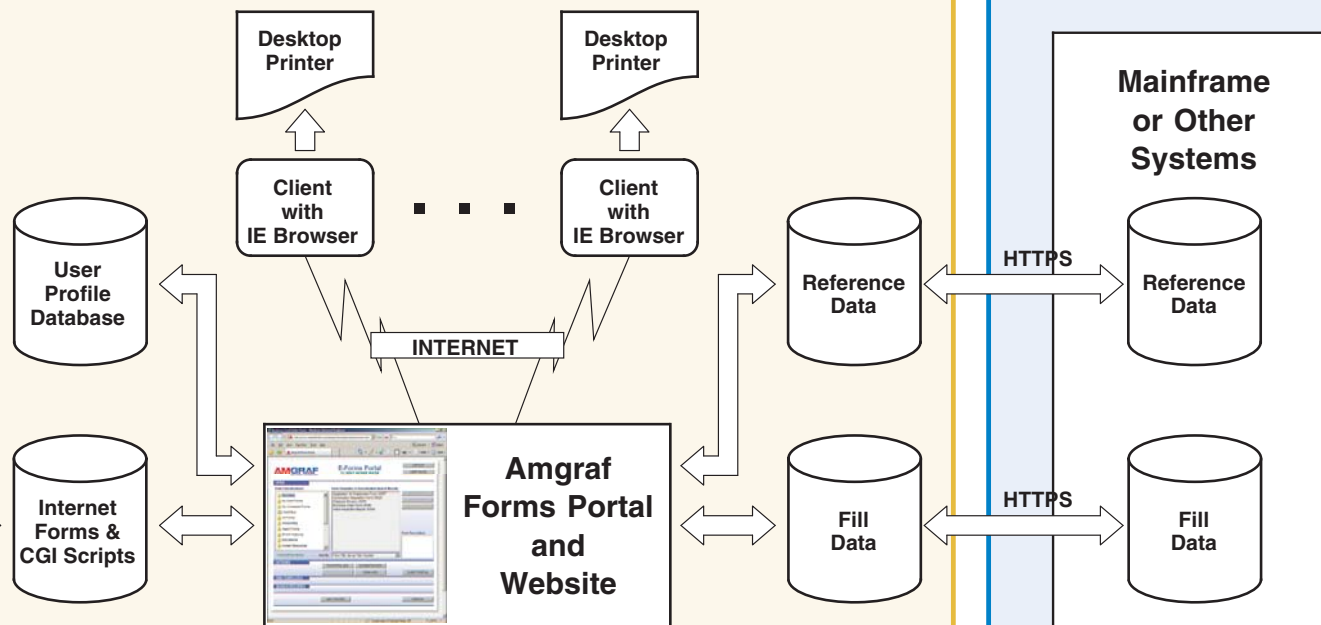 Desktop
Printer
Desktop
Printer
Mainframe
or Other
Systems
Client
with
IE Browser
Client
with
IE Browser
User
Profile
Database
Reference
Data
HTTPS
Reference
Data
INTERNET
Internet
Forms &
CGI Scripts
AMGRAF
E-Forms Portal
Amgraf
Forms Portal
and
Website
Fill
Data
HTTPS
Fill
Data